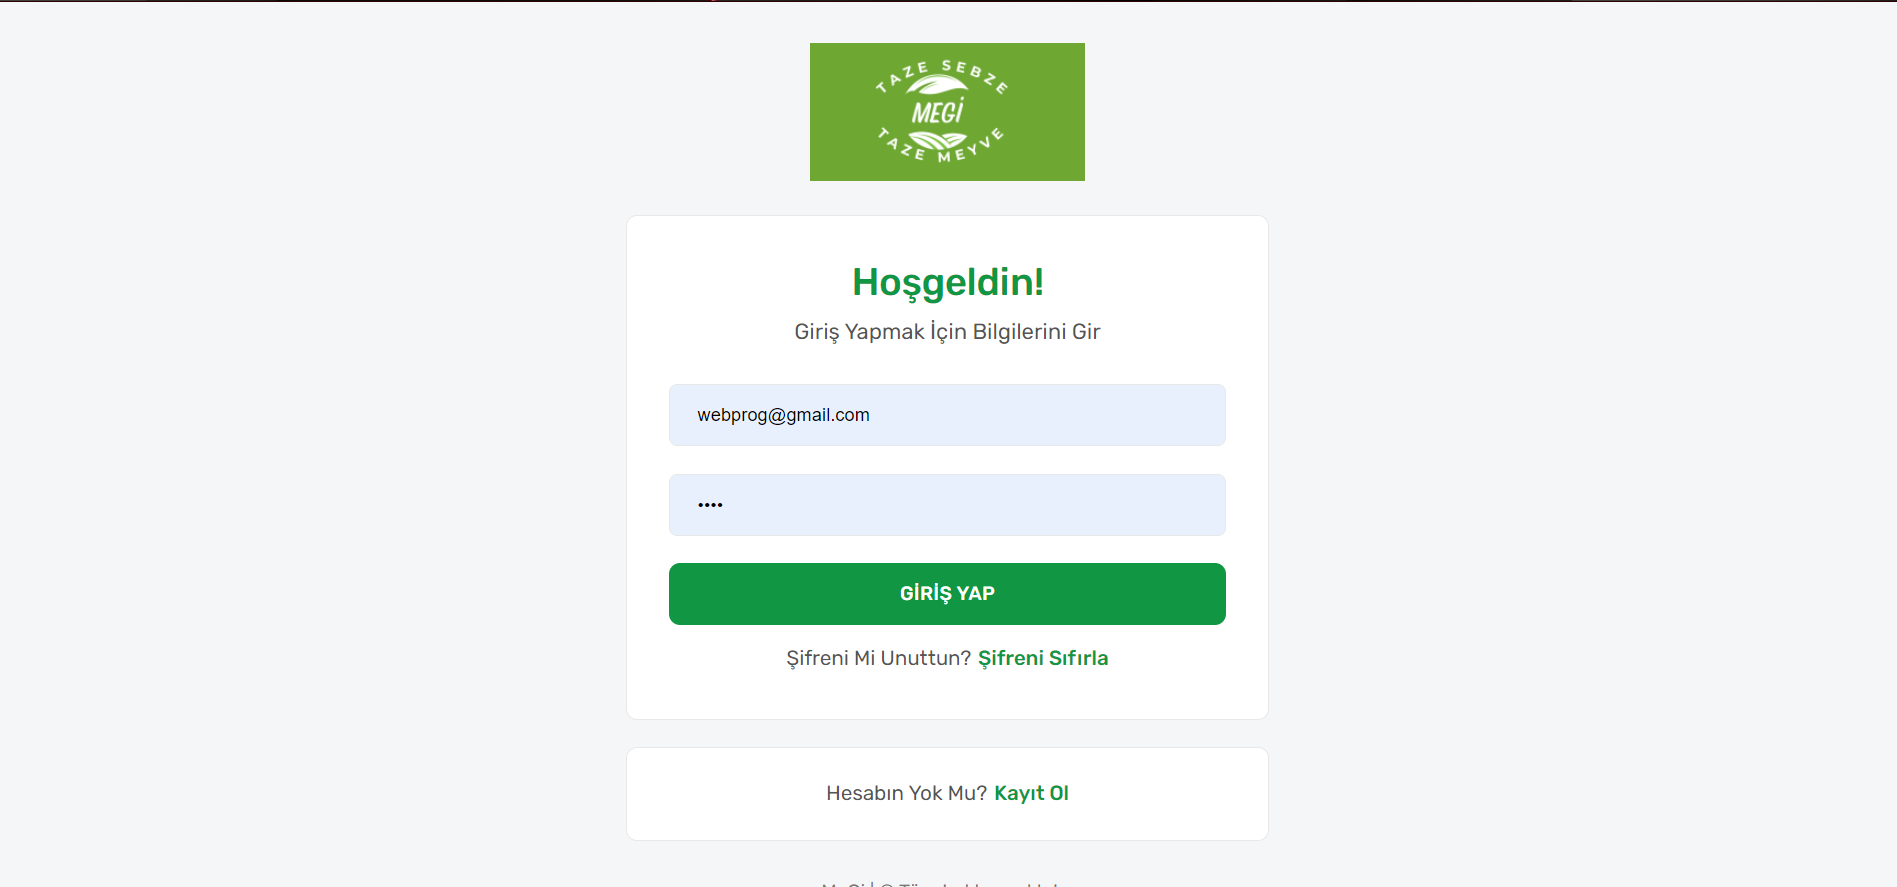 TAZE SEBZE
MEGİ
TAZE MEYVE
Hoşgeldin!
Giriş Yapmak İçin Bilgilerini Gir
webprog@gmail.com
••••
GİRİŞ YAP
Şifreni Mi Unuttun? Şifreni Sıfırla
Hesabın Yok Mu? Kayıt Ol